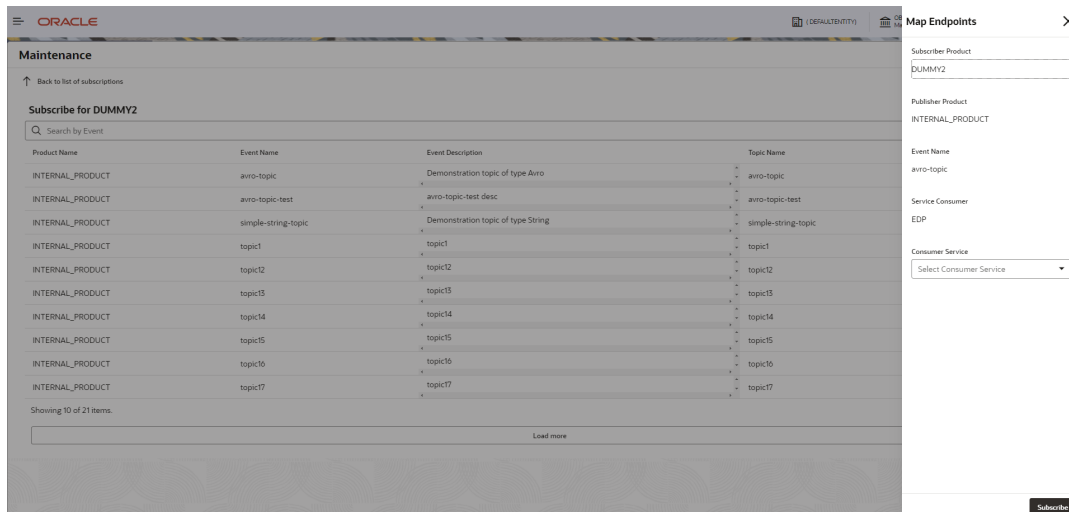 ORACLE
( DEFAULTENTITY)
Maintenance
Back to list of subscriptions
Subscribe for DUMMY2
Search by Event
Product Name Event Name Event Description Topic Name
INTERNAL_PRODUCT avro-topic Demonstration topic of type Avro avro-topic
INTERNAL_PRODUCT avro-topic-test avro-topic-test desc avro-topic-test
INTERNAL_PRODUCT simple-string-topic Demonstration topic of type String simple-string-topic
INTERNAL_PRODUCT topic1 topic1 topic1
INTERNAL_PRODUCT topic12 topic12 topic12
INTERNAL_PRODUCT topic13 topic13 topic13
INTERNAL_PRODUCT topic14 topic14 topic14
INTERNAL_PRODUCT topic15 topic15 topic15
INTERNAL_PRODUCT topic16 topic16 topic16
INTERNAL_PRODUCT topic17 topic17 topic17
Showing 10 of 21 items.
Load more
Map Endpoints
Subscriber Product
DUMMY2
Publisher Product
INTERNAL_PRODUCT
Event Name
avro-topic
Service Consumer
EDP
Consumer Service
Select Consumer Service
Subscribe